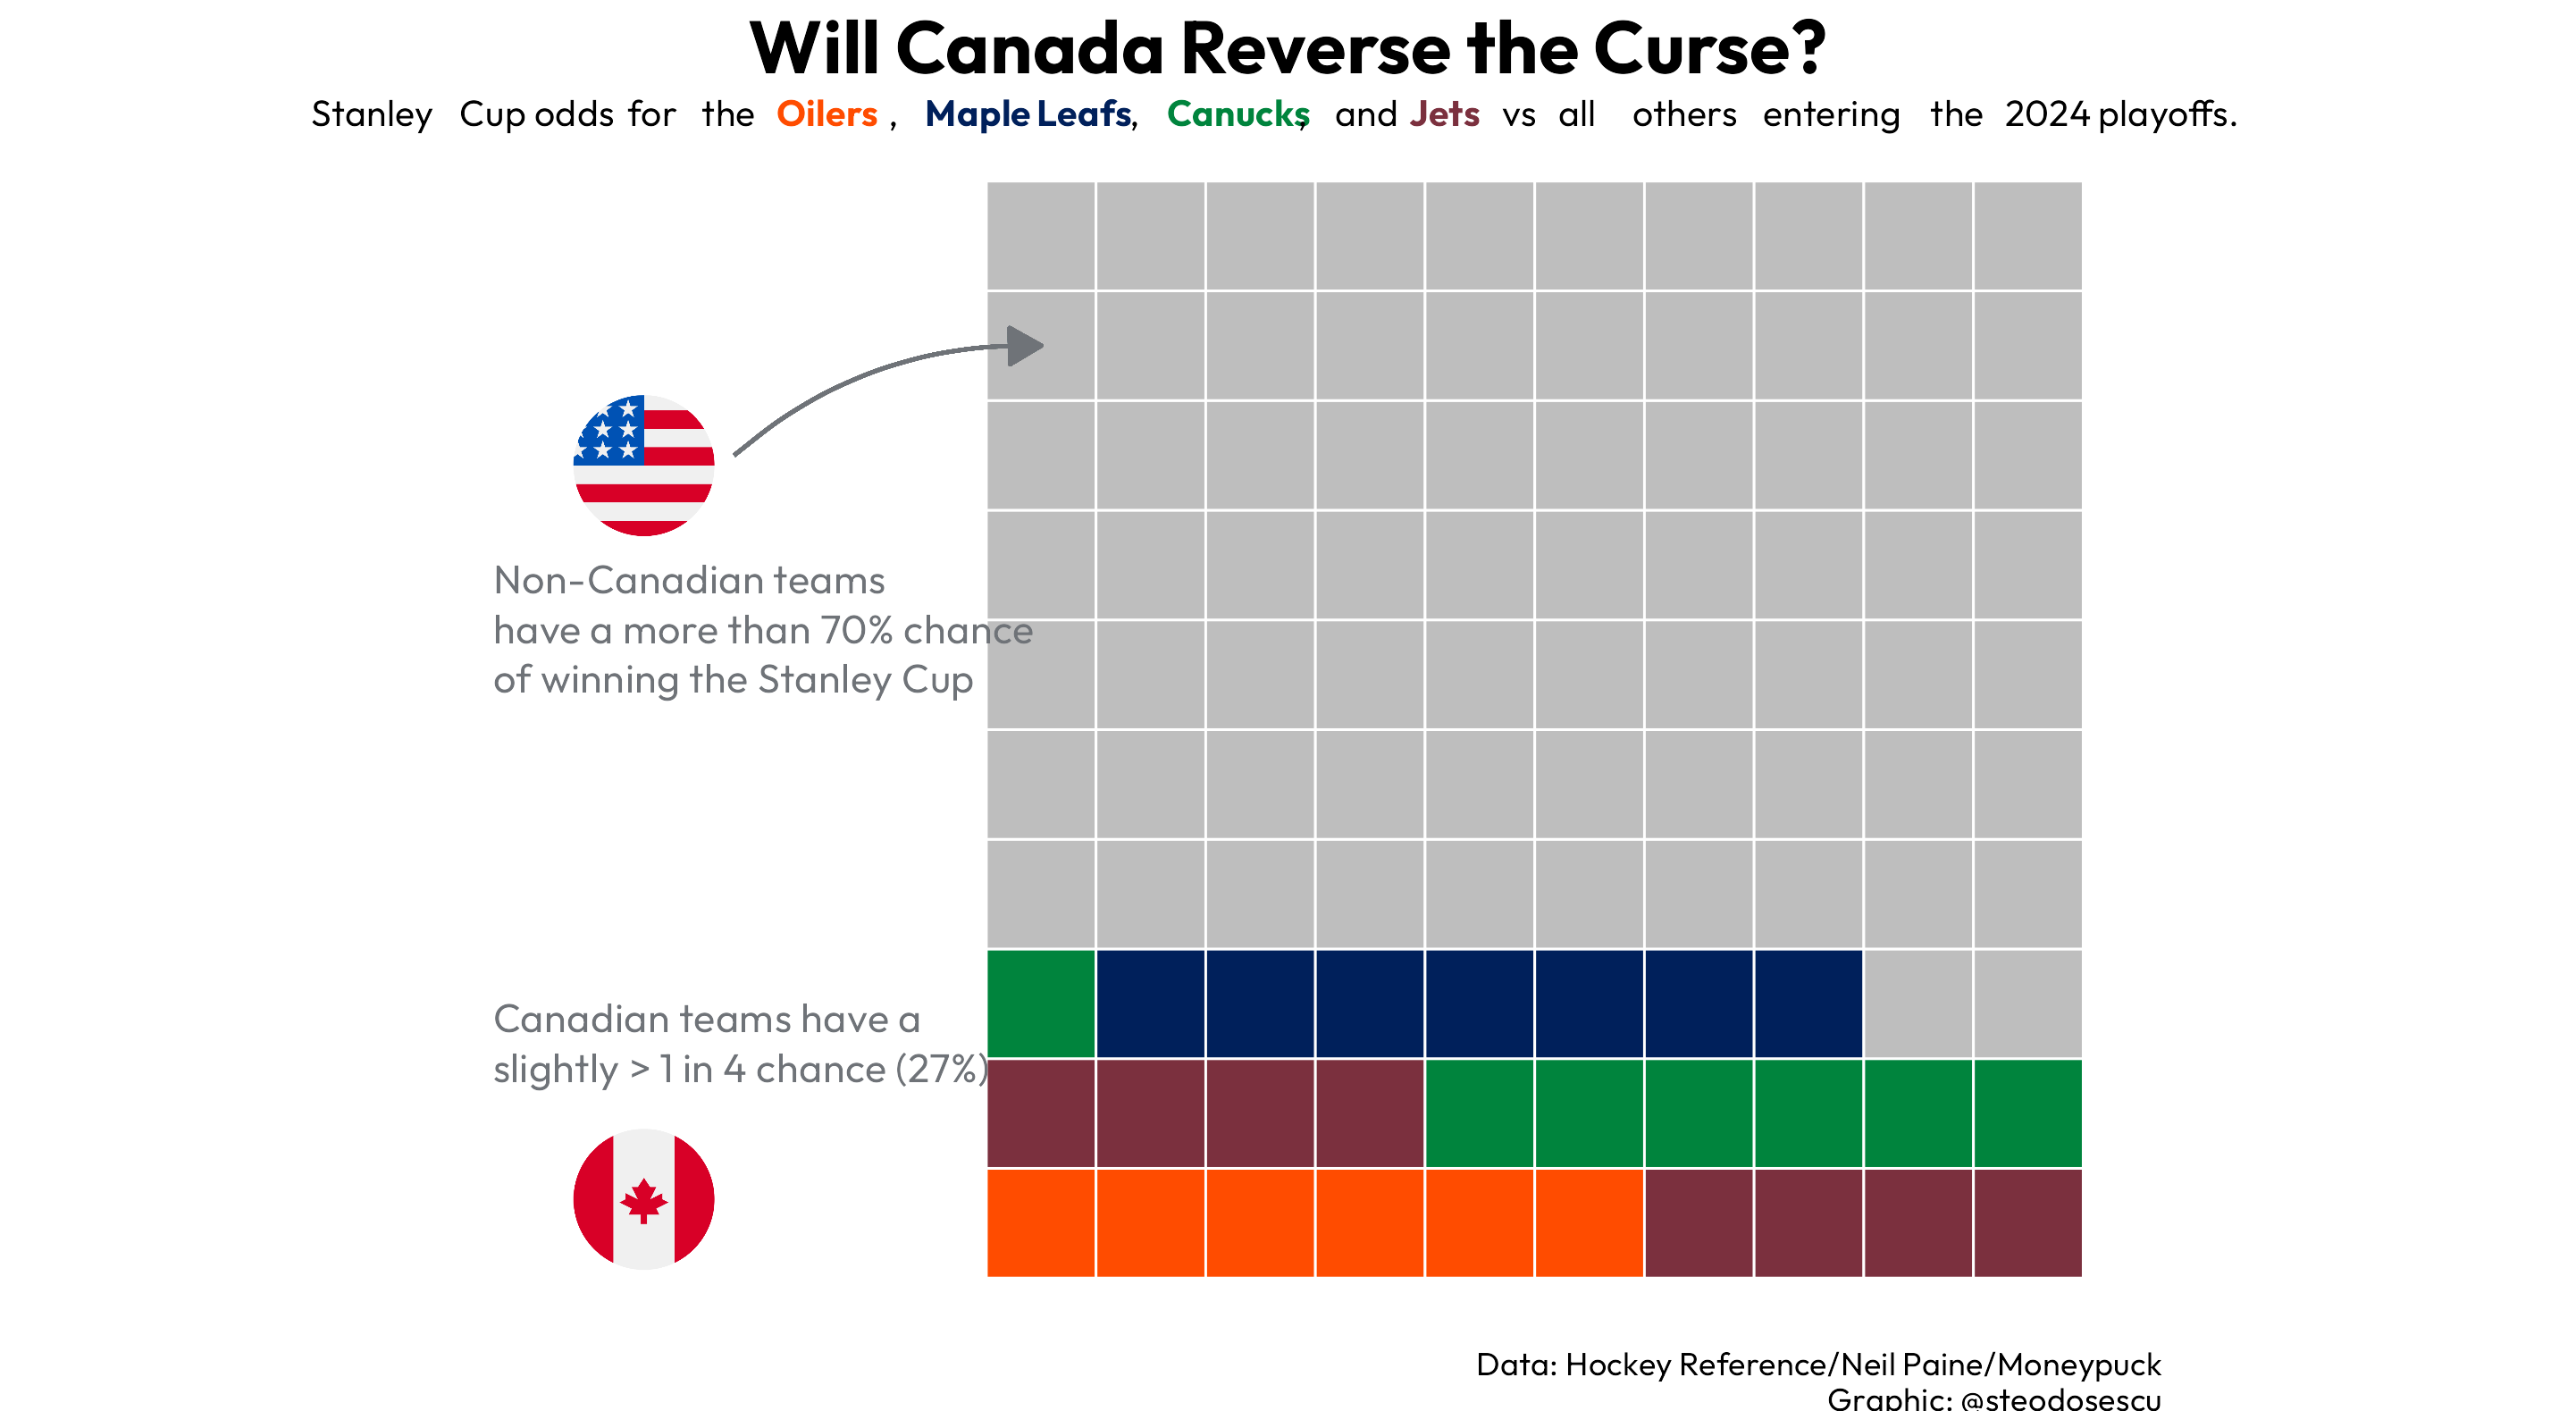 Will Canada Reverse the Curse?
Stanley Cup odds for the Oilers , Maple Leafs, Canucks, and Jets vs all others entering the 2024 playoffs.
Non-Canadian teams
have a more than 70% chance
of winning the Stanley Cup
Canadian teams have a
slightly > 1 in 4 chance (27%)
Data: Hockey Reference/Neil Paine/Moneypuck
Graphic: @steodosescu